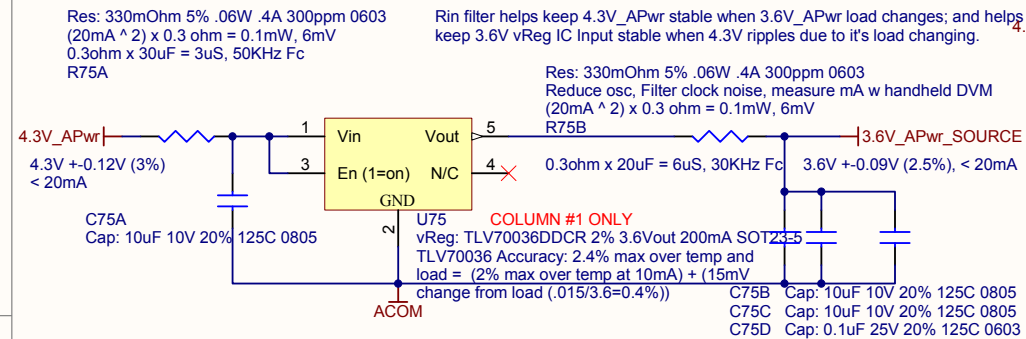 Res: 330mOhm 5% .06W .4A 300ppm 0603
(20mA ^ 2) x 0.3 ohm = 0.1mW, 6mV
0.3ohm x 30uF = 3uS, 50KHz Fc
R75A
Rin filter helps keep 4.3V_APwr stable when 3.6V_APwr load changes; and helps
keep 3.6V vReg IC Input stable when 4.3V ripples due to it's load changing.
4.
Res: 330mOhm 5% .06W .4A 300ppm 0603
Reduce osc, Filter clock noise, measure mA w handheld DVM
(20mA ^ 2) x 0.3 ohm = 0.1mW, 6mV
R75B
4.3V_APwr
1
Vin
Vout
5
3.6V_APwr_SOURCE
4.3V +-0.12V (3%)
< 20mA
3
En (1=on)
N/C
4
0.3ohm x 20uF = 6uS, 30KHz Fc
3.6V +-0.09V (2.5%), < 20mA
GND
2
C75A
Cap: 10uF 10V 20% 125C 0805
U75
COLUMN #1 ONLY
vReg: TLV70036DDCR 2% 3.6Vout 200mA SOT23-5
TLV70036 Accuracy: 2.4% max over temp and
load = (2% max over temp at 10mA) + (15mV
change from load (.015/3.6=0.4%))
ACOM
C75B Cap: 10uF 10V 20% 125C 0805
C75C Cap: 10uF 10V 20% 125C 0805
C75D Cap: 0.1uF 25V 20% 125C 0603